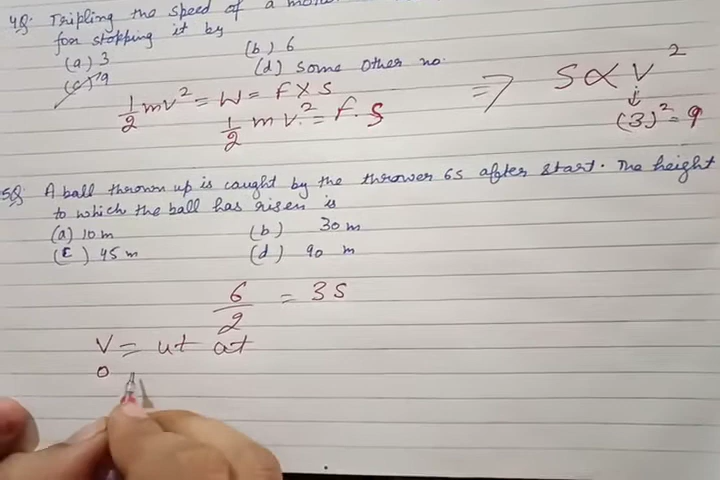 4Q: Tripling the speed of a
for stopping it by
(a) 3 (b) 6
(c) 9 (d) some other no.
1/2 mv² = W = F × S
1/2 m v.² = F. S
⇒ S ∝ V²
↓
(3)² = 9
5Q: A ball thrown up is caught by the thrower 6s after start. The height
to which the ball has risen is
(a) 10 m (b) 30 m
(c) 45 m (d) 90 m
6/2 = 3S
V = u+ at
0